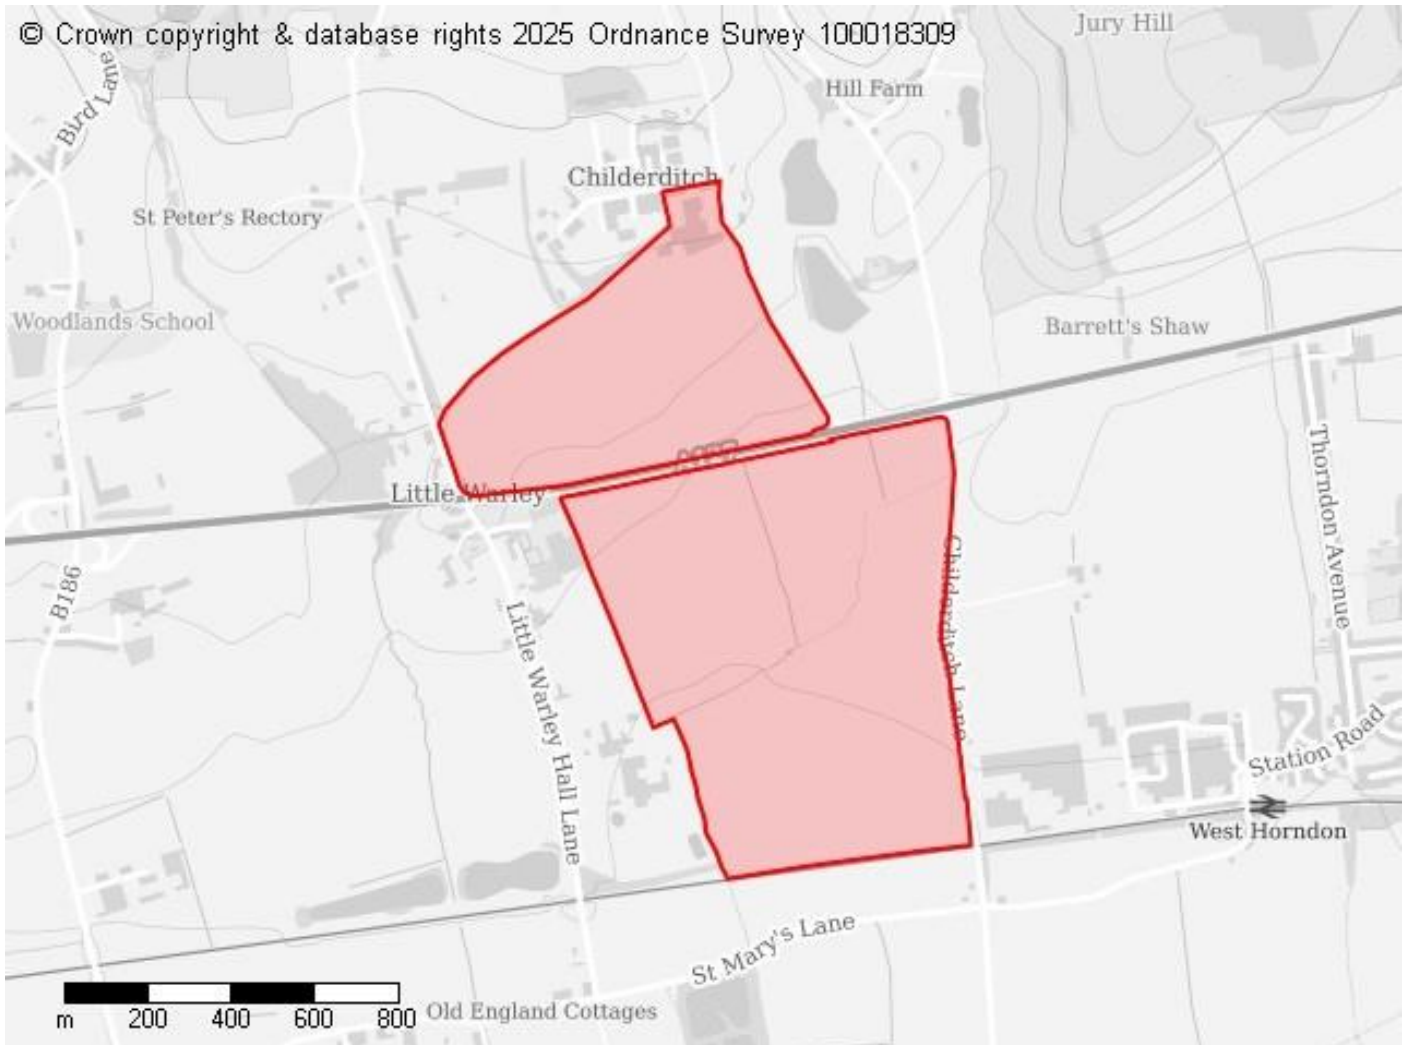 © Crown copyright & database rights 2025 Ordnance Survey 100018309
Jury Hill
Bird Lane
Hill Farm
Childerditch
St Peter's Rectory
Woodlands School
Barrett's Shaw
Little Warley
Thorndon Avenue
B186
Childerditch Lane
Little Warley Hall Lane
Station Road
West Horndon
St Mary's Lane
Old England Cottages
m 200 400 600 800